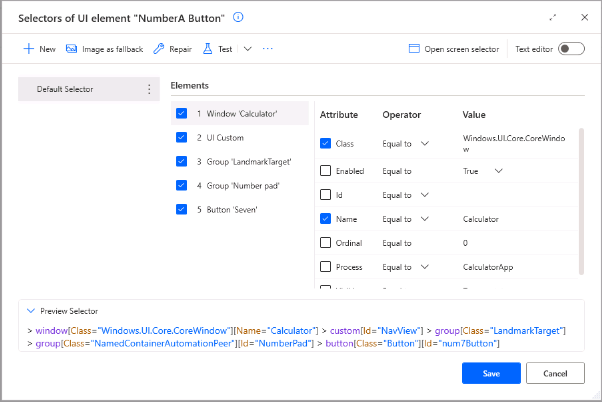 Selectors of UI element "NumberA Button"
New Image as fallback Repair Test Open screen selector Text editor
Default Selector
Elements
1 Window 'Calculator'
2 UI Custom
3 Group 'LandmarkTarget'
4 Group 'Number pad'
5 Button 'Seven'
Attribute Operator Value
Class Equal to Windows.UI.Core.CoreWindo
w
Enabled Equal to True
Id Equal to
Name Equal to Calculator
Ordinal Equal to 0
Process Equal to CalculatorApp
Preview Selector
> window[Class="Windows.UI.Core.CoreWindow"][Name="Calculator"] > custom[Id="NavView"] > group[Class="LandmarkTarget"]
> group[Class="NamedContainerAutomationPeer"][Id="NumberPad"] > button[Class="Button"][Id="num7Button"]
Save Cancel